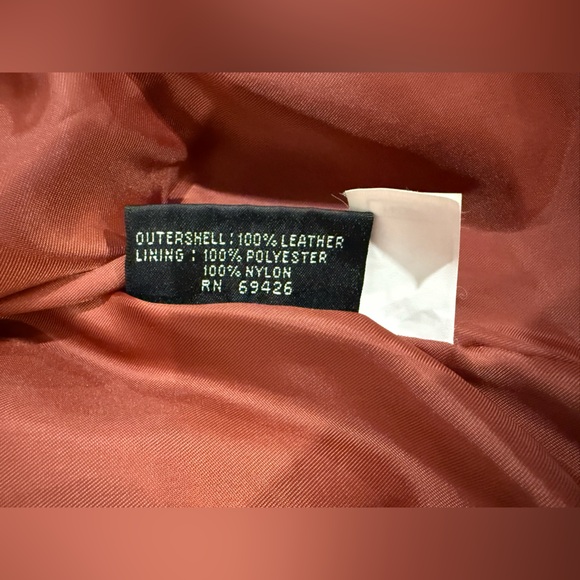 OUTERSHELL: 100% LEATHER
LINING : 100% POLYESTER
100% NYLON
RN 69426